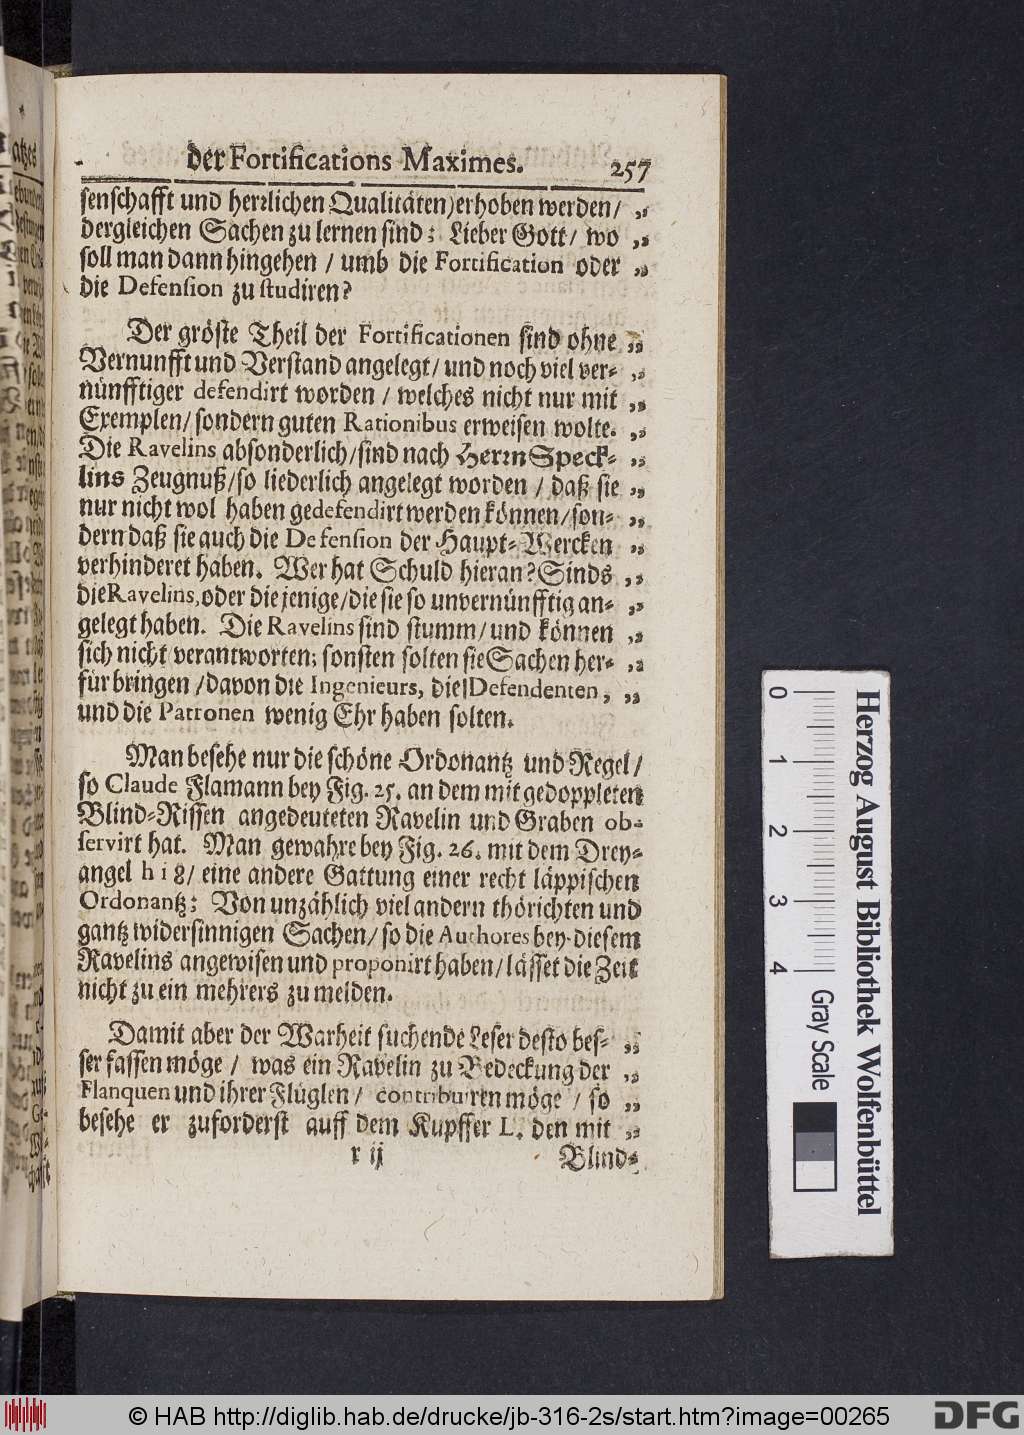 der Fortifications Maximes. 257
senschafft und herꝛlichen Qualitäten) erhoben werden / „
dergleichen Sachen zu lernen sind; Lieber Gott / wo „
soll man dann hingehen / umb die Fortification oder „
die Defension zu studiren?
Der gröste Theil der Fortificationen sind ohne „
Vernunfft und Verstand angelegt / und noch viel ver- „
nünfftiger defendirt worden / welches nicht nur mit „
Exemplen / sondern guten Rationibus erweisen wolte. „
Die Ravelins absonderlich / sind nach Herꝛn Speck- „
lins Zeugnuß / so liederlich angelegt worden / daß sie „
nur nicht wol haben gedefendirt werden können / son- „
dern daß sie auch die Defension der Haupt-Wercken „
verhinderet haben. Wer hat Schuld hieran? Sinds „
die Ravelins, oder die jenige / die sie so unvernünfftig an- „
gelegt haben. Die Ravelins sind stumm / und können „
sich nicht verantworten; sonsten solten sie Sachen her- „
für bringen / davon die Ingenieurs, die Defendenten, „
und die Patronen wenig Ehr haben solten.
Man besehe nur die schöne Ordonantz und Regel /
so Claude Flamann bey Fig. 25. an dem mit gedoppleten
Blind-Rissen angedeuteten Ravelin und Graben ob-
servirt hat. Man gewahre bey Fig. 26. mit dem Drey-
angel h i g / eine andere Gattung einer recht läppischen
Ordonantz; Von unzählich viel andern thörichten und
gantz widersinnigen Sachen / so die Authores bey diesem
Ravelins angewisen und proponirt haben / lässet die Zeit
nicht zu ein mehrers zu melden.
Damit aber der Warheit suchende Leser desto bes- „
ser fassen möge / was ein Ravelin zu Bedeckung der „
Flanquen und ihrer Flüglen / contribuiren möge / so „
besehe er zuforderst auff dem Kupffer L. den mit „
r ij Blind-
Herzog August Bibliothek Wolfenbüttel
0 1 2 3 4 Gray Scale
© HAB http://diglib.hab.de/drucke/jb-316-2s/start.htm?image=00265
DFG